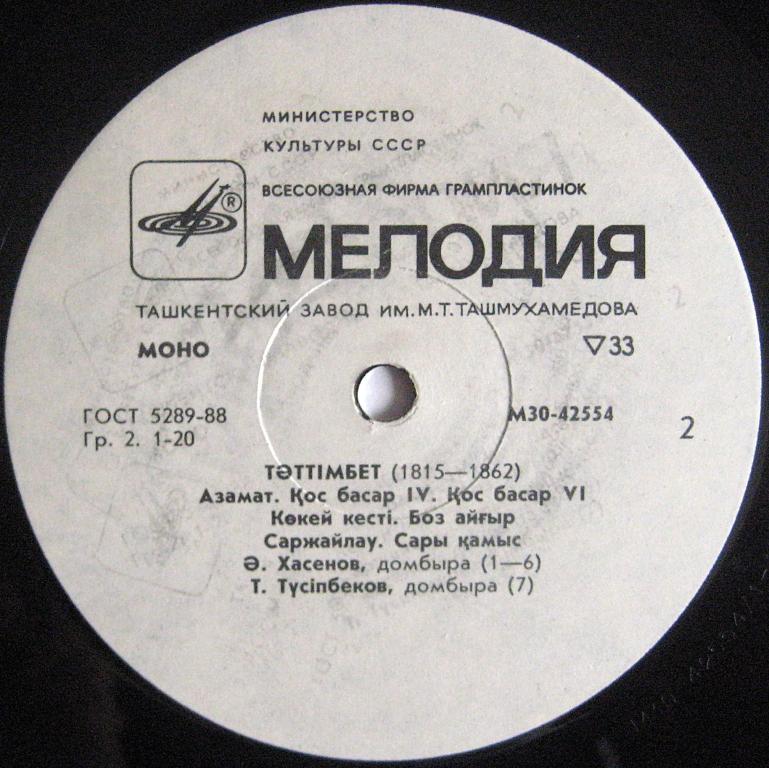 МИНИСТЕРСТВО
КУЛЬТУРЫ СССР
ВСЕСОЮЗНАЯ ФИРМА ГРАМПЛАСТИНОК
®
МЕЛОДИЯ
ТАШКЕНТСКИЙ ЗАВОД ИМ. М. Т. ТАШМУХАМЕДОВА
МОНО ▽33
ГОСТ 5289-88 М30-42554
Гр. 2. 1-20 2
ТӘТТІМБЕТ (1815—1862)
Азамат. Қос басар IV. Қос басар VI
Көкей кесті. Боз айғыр
Саржайлау. Сары қамыс
Ә. Хасенов, домбыра (1—6)
Т. Түсіпбеков, домбыра (7)